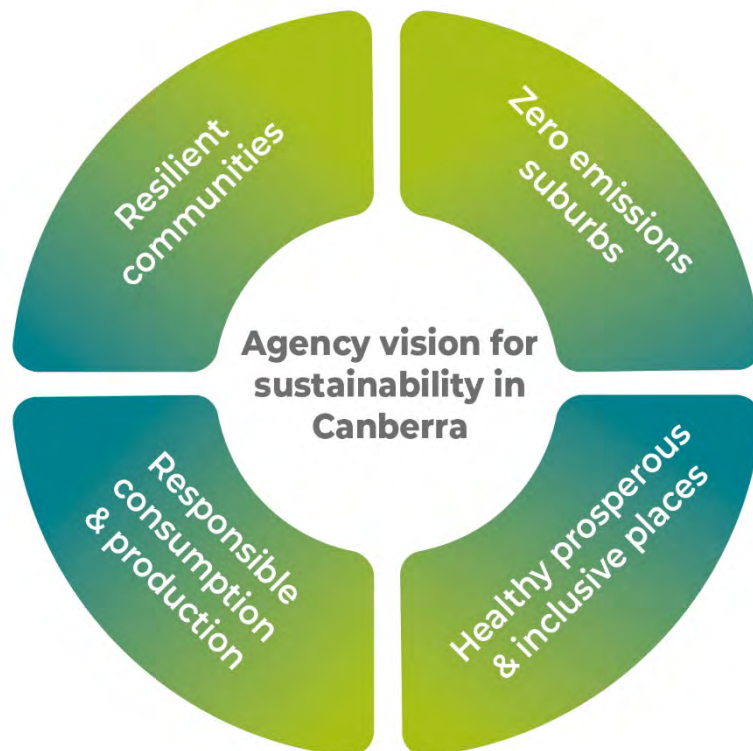 Resilient
communities
Zero emissions
suburbs
Agency vision for
sustainability in
Canberra
Responsible
consumption
& production
Healthy prosperous
& inclusive places